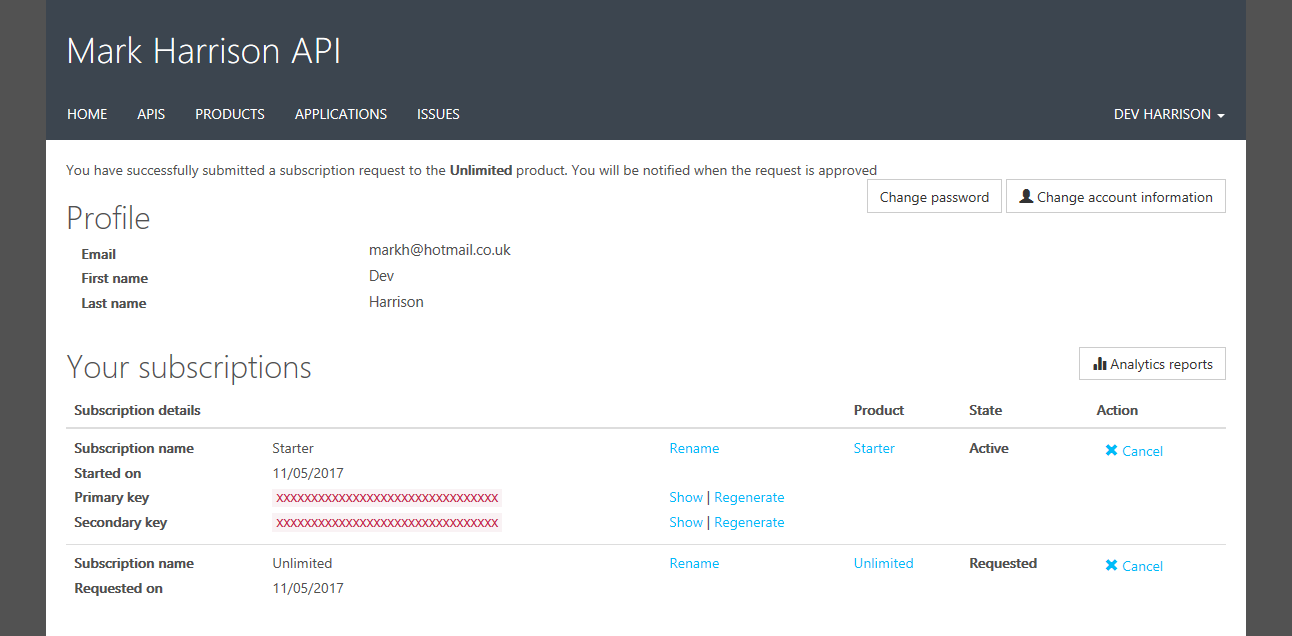 Mark Harrison API
HOME APIS PRODUCTS APPLICATIONS ISSUES DEV HARRISON
You have successfully submitted a subscription request to the Unlimited product. You will be notified when the request is approved
Change password Change account information
Profile
Email markh@hotmail.co.uk
First name Dev
Last name Harrison
Your subscriptions Analytics reports
Subscription details Product State Action
Subscription name Starter Rename Starter Active Cancel
Started on 11/05/2017
Primary key XXXXXXXXXXXXXXXXXXXXXXXXXXXXXXXX Show | Regenerate
Secondary key XXXXXXXXXXXXXXXXXXXXXXXXXXXXXXXX Show | Regenerate
Subscription name Unlimited Rename Unlimited Requested Cancel
Requested on 11/05/2017